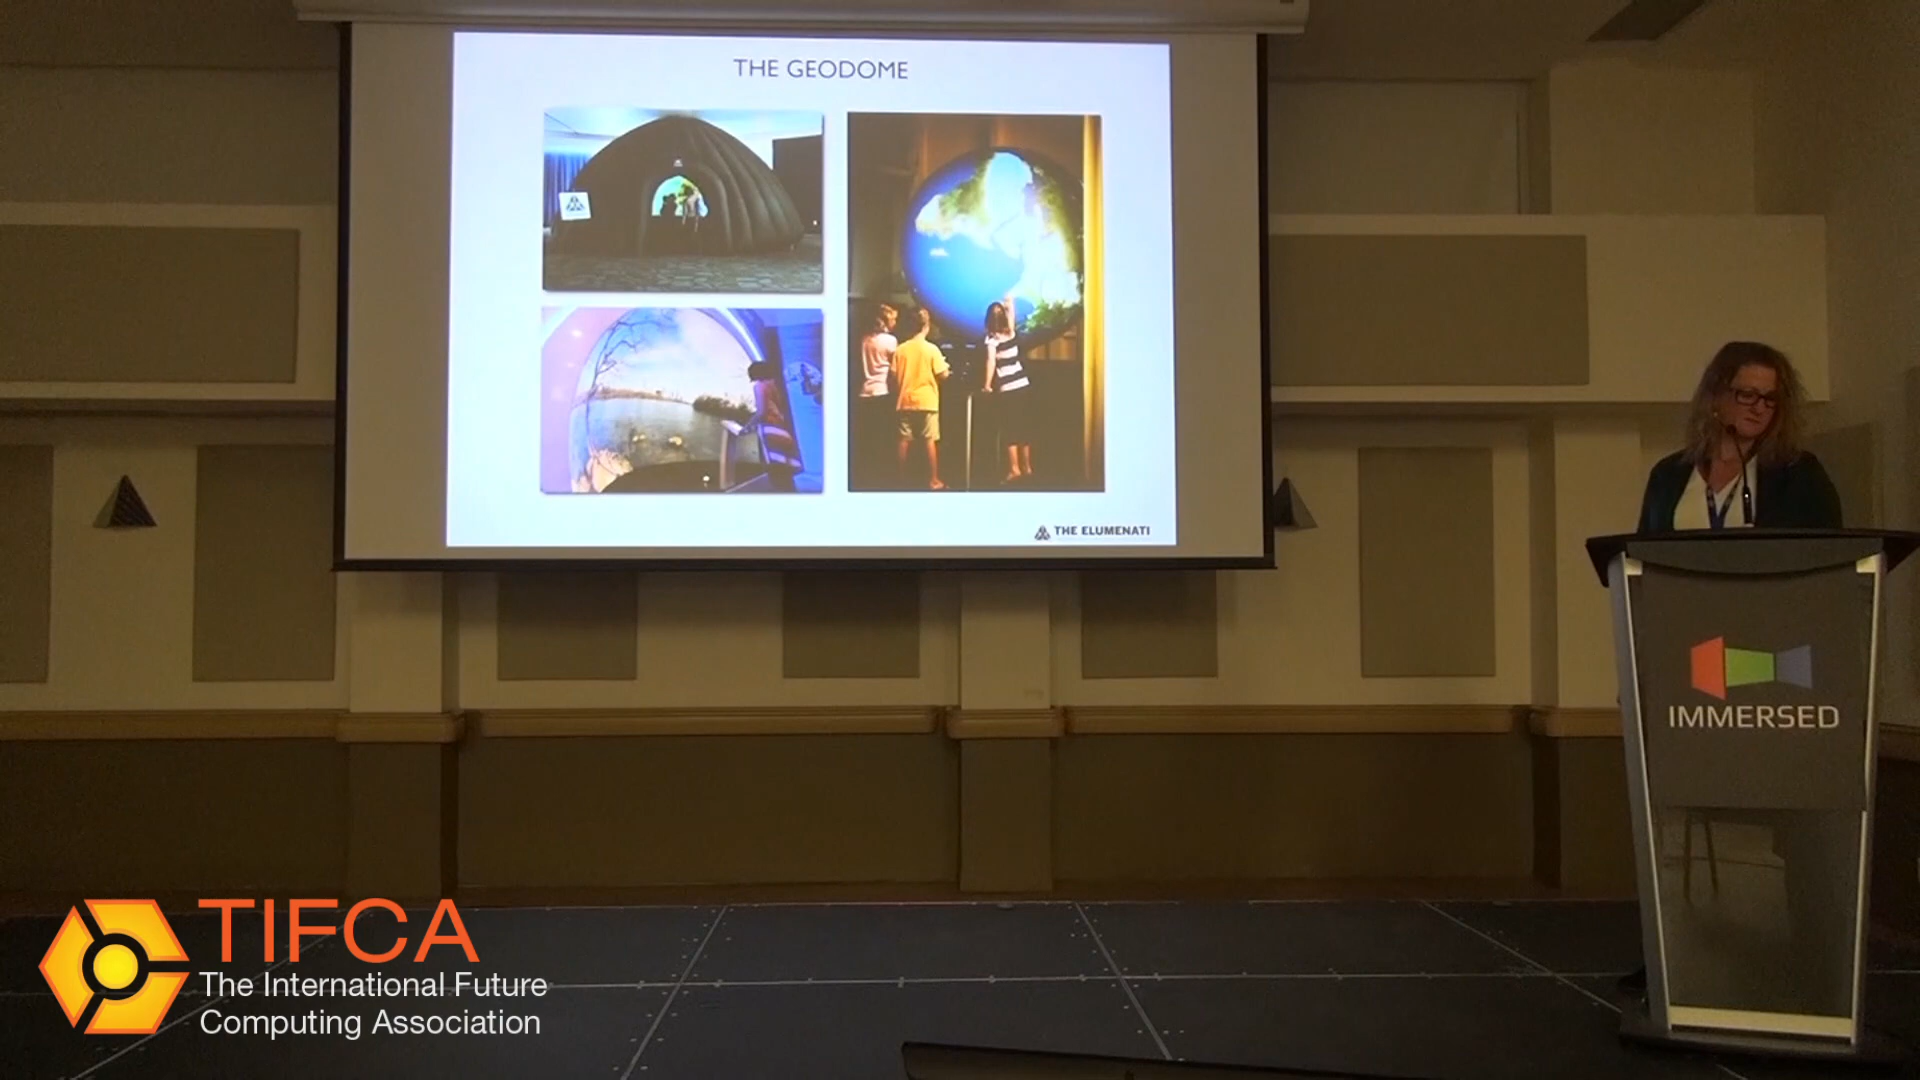 THE GEODOME
THE ELUMENATI
IMMERSED
TIFCA
The International Future
Computing Association